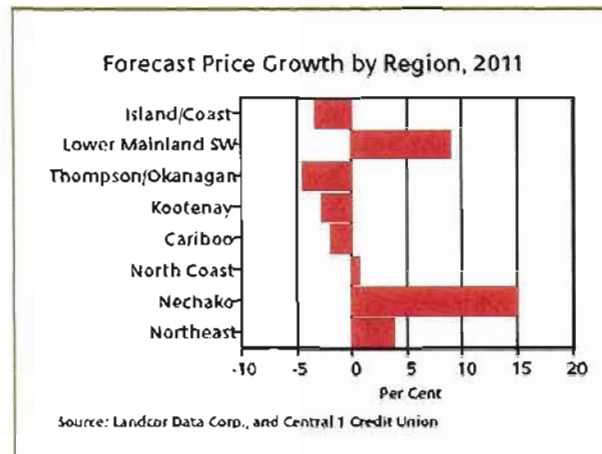 Forecast Price Growth by Region, 2011
Island/Coast
Lower Mainland SW
Thompson/Okanagan
Kootenay
Cariboo
North Coast
Nechako
Northeast
-10 -5 0 5 10 15 20
Per Cent
Source: Landcor Data Corp., and Central 1 Credit Union